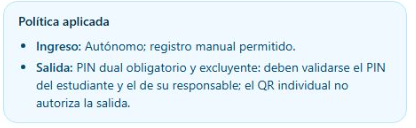 Política aplicada
• Ingreso: Autónomo; registro manual permitido.
• Salida: PIN dual obligatorio y excluyente: deben validarse el PIN
del estudiante y el de su responsable; el QR individual no
autoriza la salida.